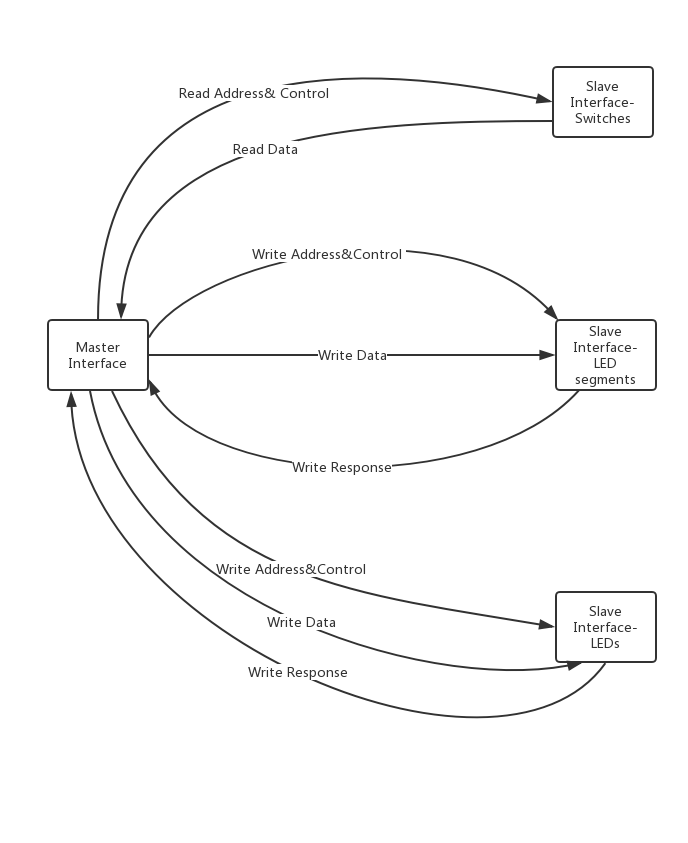 Read Address& Control
Slave
Interface-
Switches
Read Data
Write Address&Control
Master
Interface
Write Data
Slave
Interface-
LED
segments
Write Response
Write Address&Control
Write Data
Slave
Interface-
LEDs
Write Response